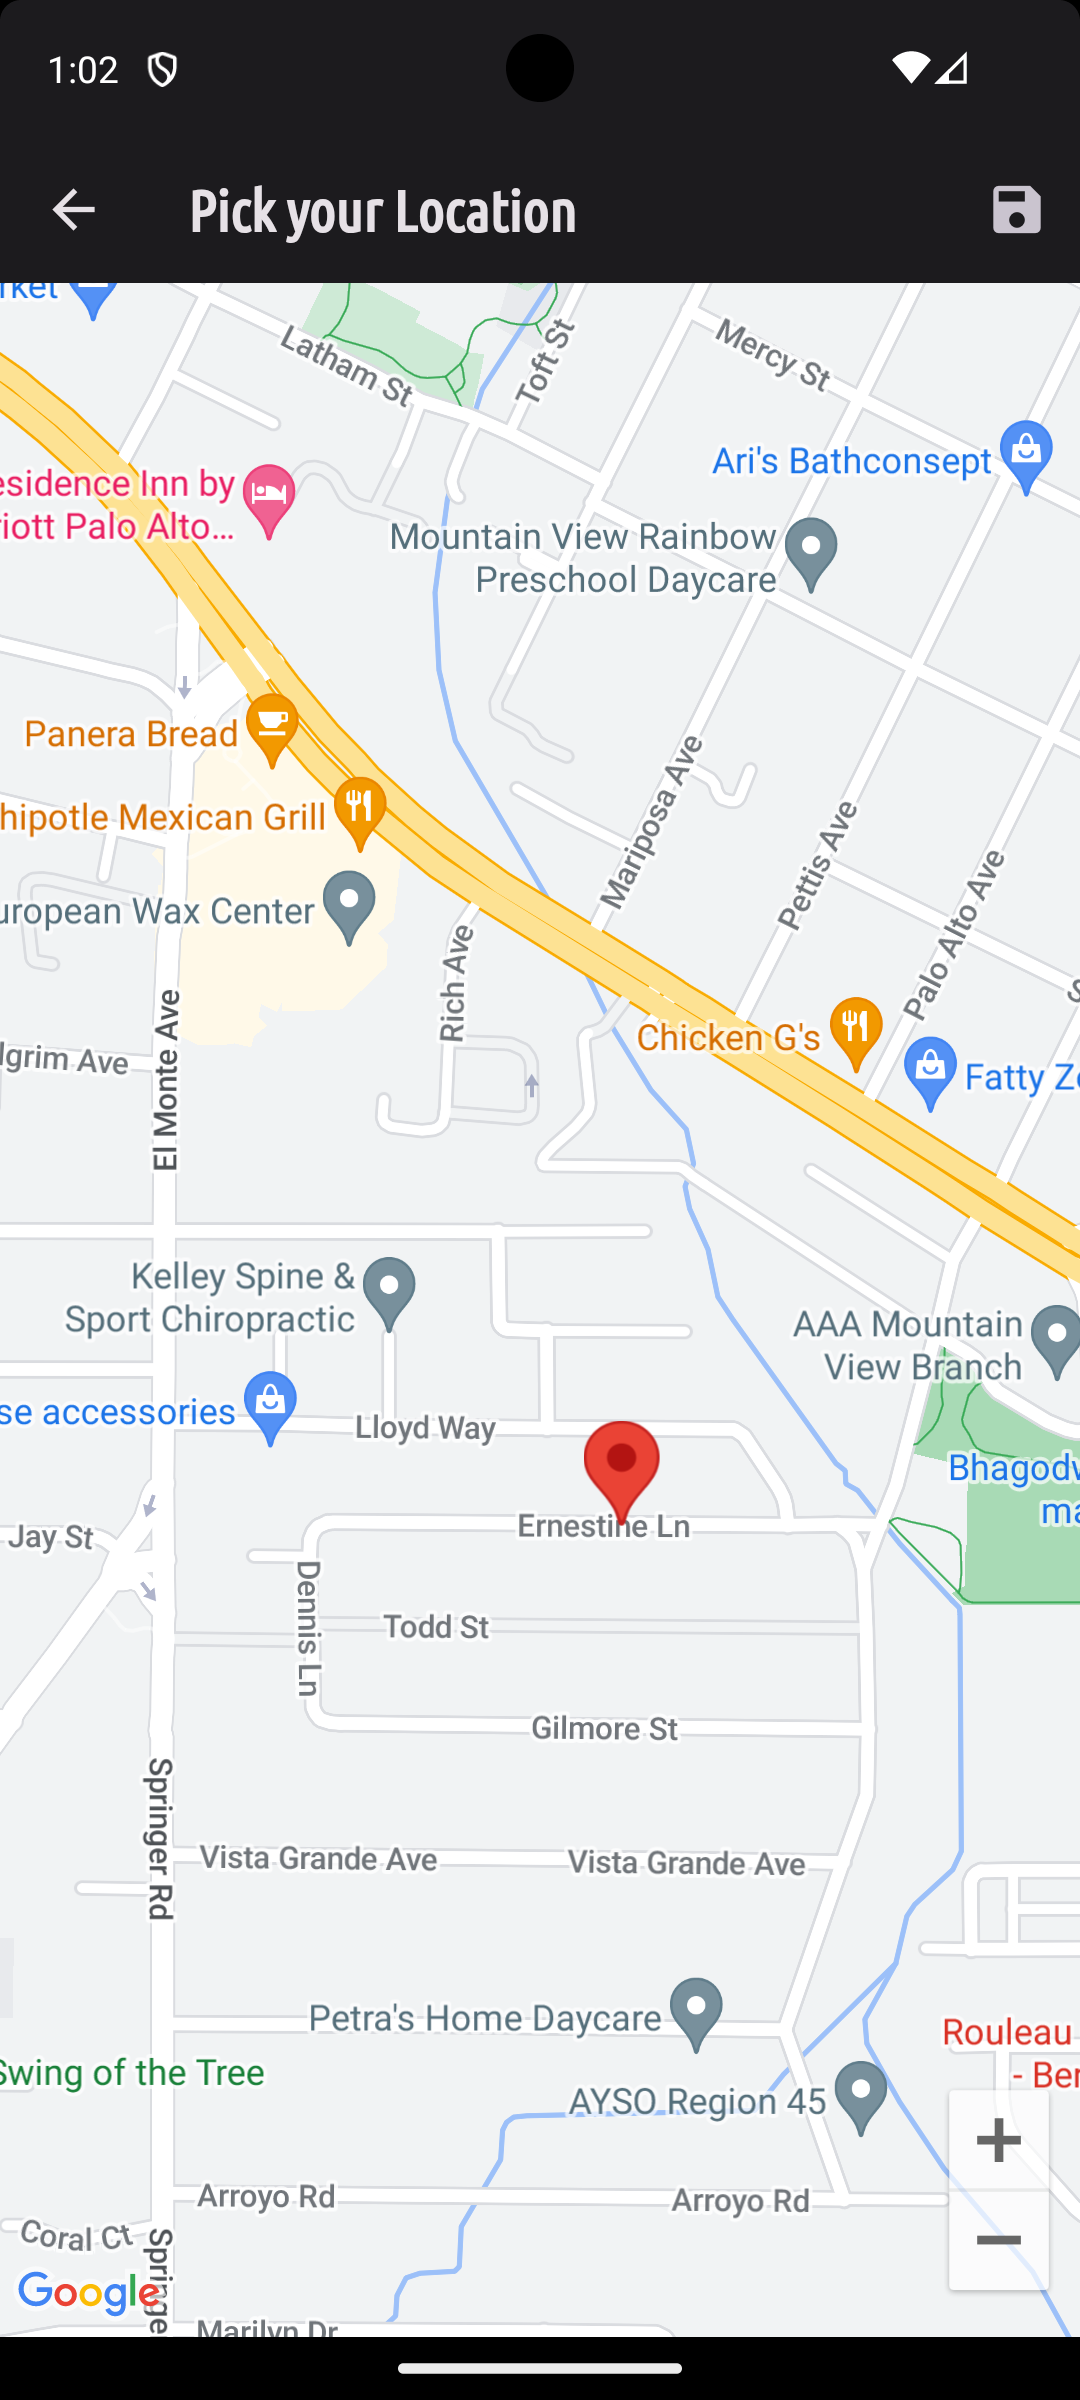 1:02
Pick your Location
Latham St
Toft St
Mercy St
Ari's Bathconsept
esidence Inn by
riott Palo Alto...
Mountain View Rainbow
Preschool Daycare
Panera Bread
hipotle Mexican Grill
Mariposa Ave
Pettis Ave
Palo Alto Ave
uropean Wax Center
Rich Ave
El Monte Ave
lgrim Ave
Chicken G's
Fatty Z
Kelley Spine &
Sport Chiropractic
AAA Mountain
View Branch
se accessories
Lloyd Way
Bhagodw
ma
Ernestine Ln
Jay St
Dennis Ln
Todd St
Gilmore St
Springer Rd
Vista Grande Ave
Vista Grande Ave
Petra's Home Daycare
Rouleau
- Ber
Swing of the Tree
AYSO Region 45
Arroyo Rd
Arroyo Rd
Coral Ct
Springe
Google
Marilyn Dr